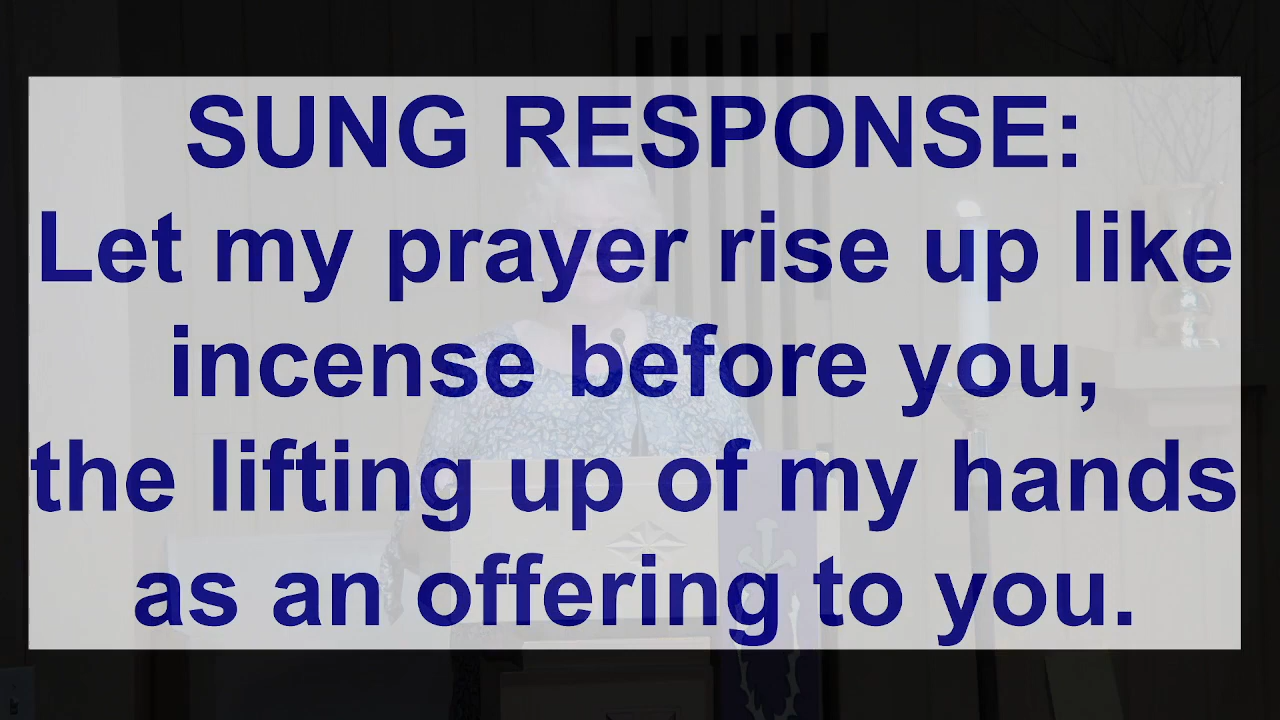 SUNG RESPONSE:
Let my prayer rise up like
incense before you,
the lifting up of my hands
as an offering to you.